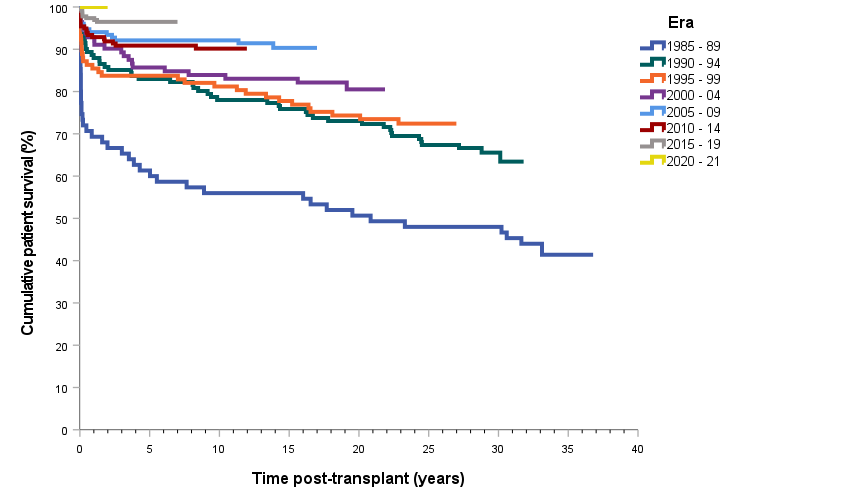 Cumulative patient survival (%)
100
90
80
70
60
50
40
30
20
10
0
0 5 10 15 20 25 30 35 40
Time post-transplant (years)
Era
1985 - 89
1990 - 94
1995 - 99
2000 - 04
2005 - 09
2010 - 14
2015 - 19
2020 - 21